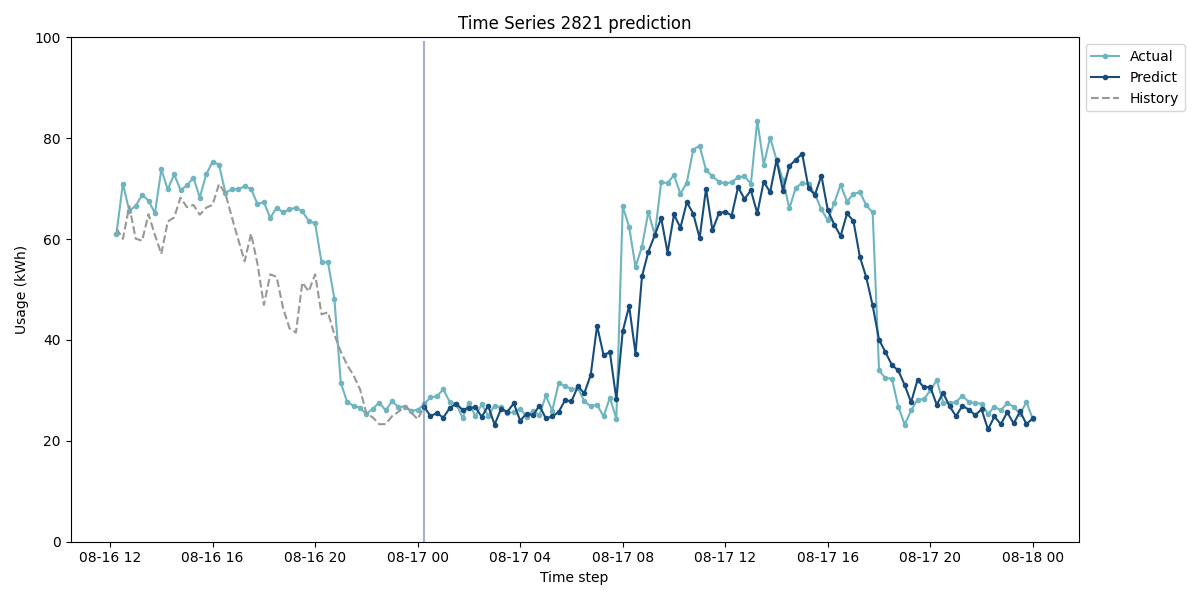 Time Series 2821 prediction
100
80
60
40
20
0
Usage (kWh)
08-16 12
08-16 16
08-16 20
08-17 00
08-17 04
08-17 08
08-17 12
08-17 16
08-17 20
08-18 00
Time step
Actual
Predict
History